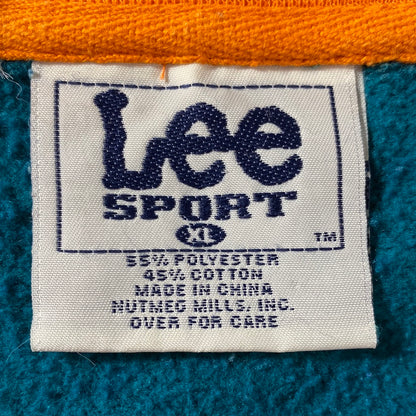 Lee
SPORT
XL
TM
55% POLYESTER
45% COTTON
MADE IN CHINA
NUTMEG MILLS, INC.
OVER FOR CARE